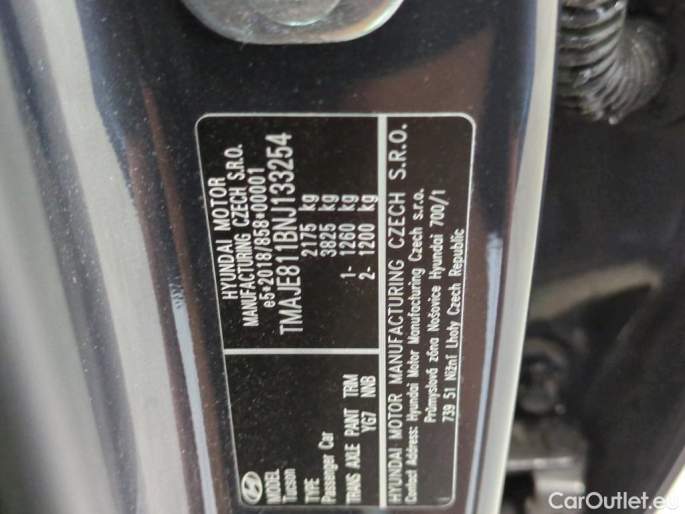 HYUNDAI MOTOR
MANUFACTURING CZECH S.R.O.
e5*2018/858*00001
TMAJE811BNJ133254
2175 kg
3825 kg
1- 1260 kg
2- 1200 kg
MODEL
Tucson
TYPE
Passenger Car
TRANS AXLE PANT TRM
YG7 NNB
HYUNDAI MOTOR MANUFACTURING CZECH S.R.O.
Contact Address: Hyundai Motor Manufacturing Czech s.r.o.
Průmyslová zóna Nošovice Hyundai 700/1
739 51 Nižní Lhoty Czech Republic
CarOutlet.eu